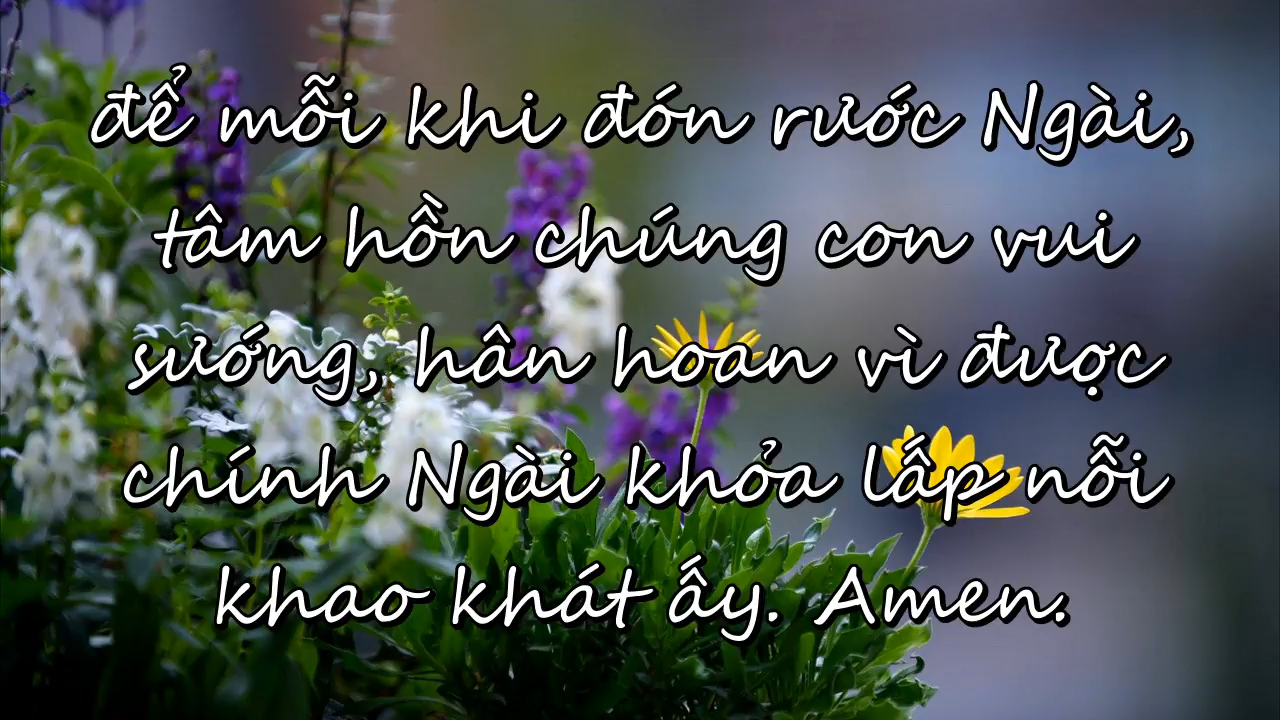 để mỗi khi đón rước Ngài,
tâm hồn chúng con vui
sướng, hân hoan vì được
chính Ngài khỏa lấp nỗi
khao khát ấy. Amen.